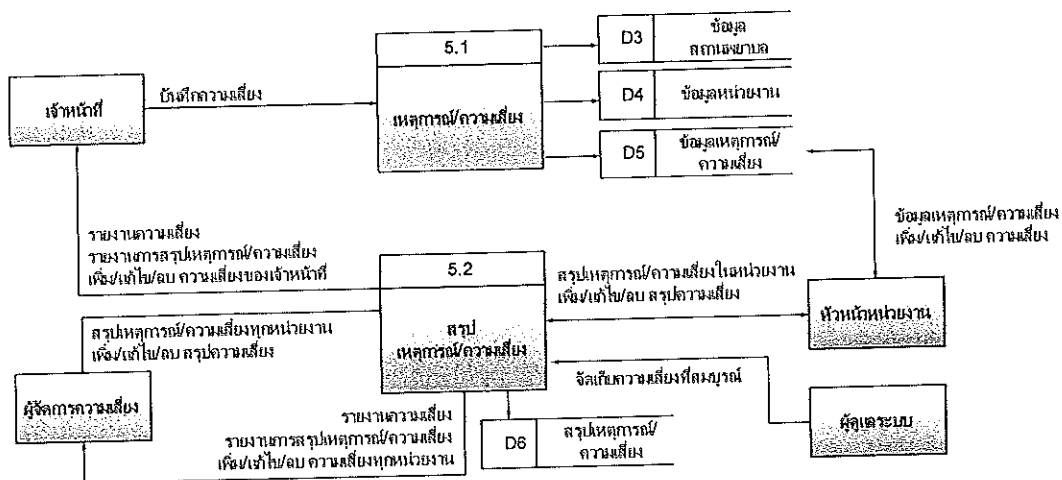 5.1
เหตุการณ์/ความเสี่ยง
D3
ข้อมูล
สถานพยาบาล
D4
ข้อมูลหน่วยงาน
D5
ข้อมูลเหตุการณ์/
ความเสี่ยง
เจ้าหน้าที่
บันทึกความเสี่ยง
รายงานความเสี่ยง
รายงานการสรุปเหตุการณ์/ความเสี่ยง
เพิ่ม/แก้ไข/ลบ ความเสี่ยงของเจ้าหน้าที่
ข้อมูลเหตุการณ์/ความเสี่ยง
เพิ่ม/แก้ไข/ลบ ความเสี่ยง
5.2
สรุป
เหตุการณ์/ความเสี่ยง
สรุปเหตุการณ์/ความเสี่ยงในหน่วยงาน
เพิ่ม/แก้ไข/ลบ สรุปความเสี่ยง
หัวหน้าหน่วยงาน
สรุปเหตุการณ์/ความเสี่ยงทุกหน่วยงาน
เพิ่ม/แก้ไข/ลบ สรุปความเสี่ยง
จัดเก็บความเสี่ยงที่สมบูรณ์
ผู้จัดการความเสี่ยง
ผู้ดูแลระบบ
รายงานความเสี่ยง
รายงานการสรุปเหตุการณ์/ความเสี่ยง
เพิ่ม/แก้ไข/ลบ ความเสี่ยงทุกหน่วยงาน
D6
สรุปเหตุการณ์/
ความเสี่ยง